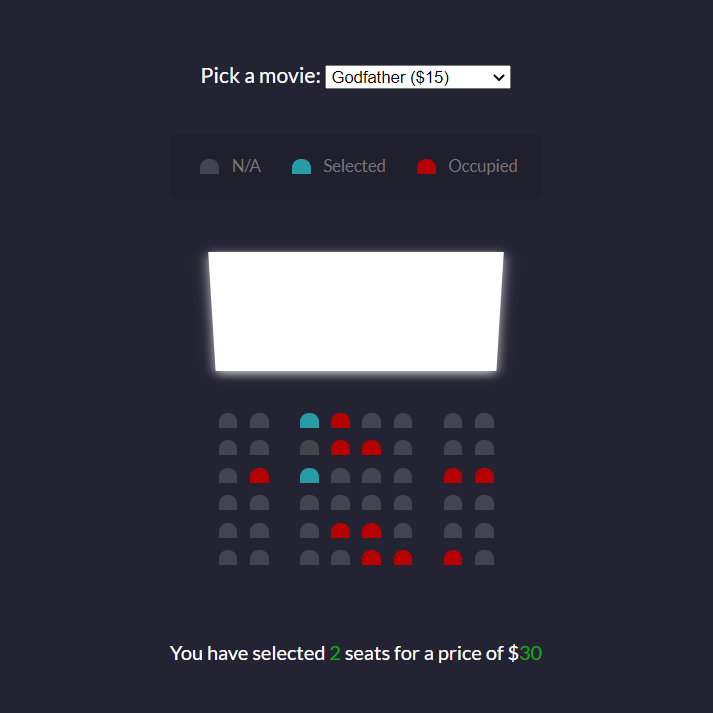 Pick a movie: Godfather ($15)
N/A Selected Occupied
You have selected 2 seats for a price of $30